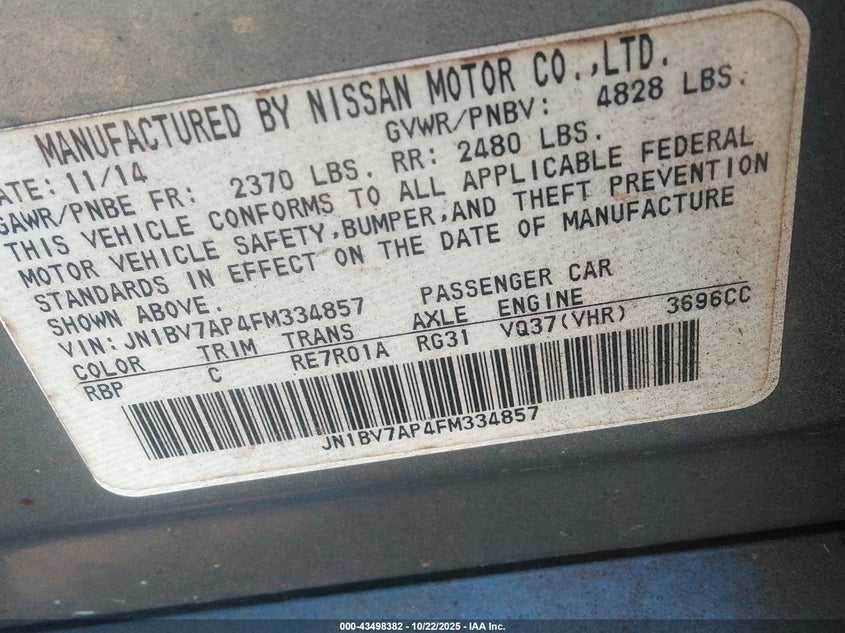 MANUFACTURED BY NISSAN MOTOR CO.,LTD.
ATE: 11/14 GVWR/PNBV: 4828 LBS.
GAWR/PNBE FR: 2370 LBS. RR: 2480 LBS.
THIS VEHICLE CONFORMS TO ALL APPLICABLE FEDERAL
MOTOR VEHICLE SAFETY,BUMPER,AND THEFT PREVENTION
STANDARDS IN EFFECT ON THE DATE OF MANUFACTURE
SHOWN ABOVE.
VIN:JN1BV7AP4FM334857 PASSENGER CAR
COLOR TRIM TRANS AXLE ENGINE
RBP C RE7R01A RG31 VQ37(VHR) 3696CC
JN1BV7AP4FM334857
000-43498382 - 10/22/2025 - IAA Inc.